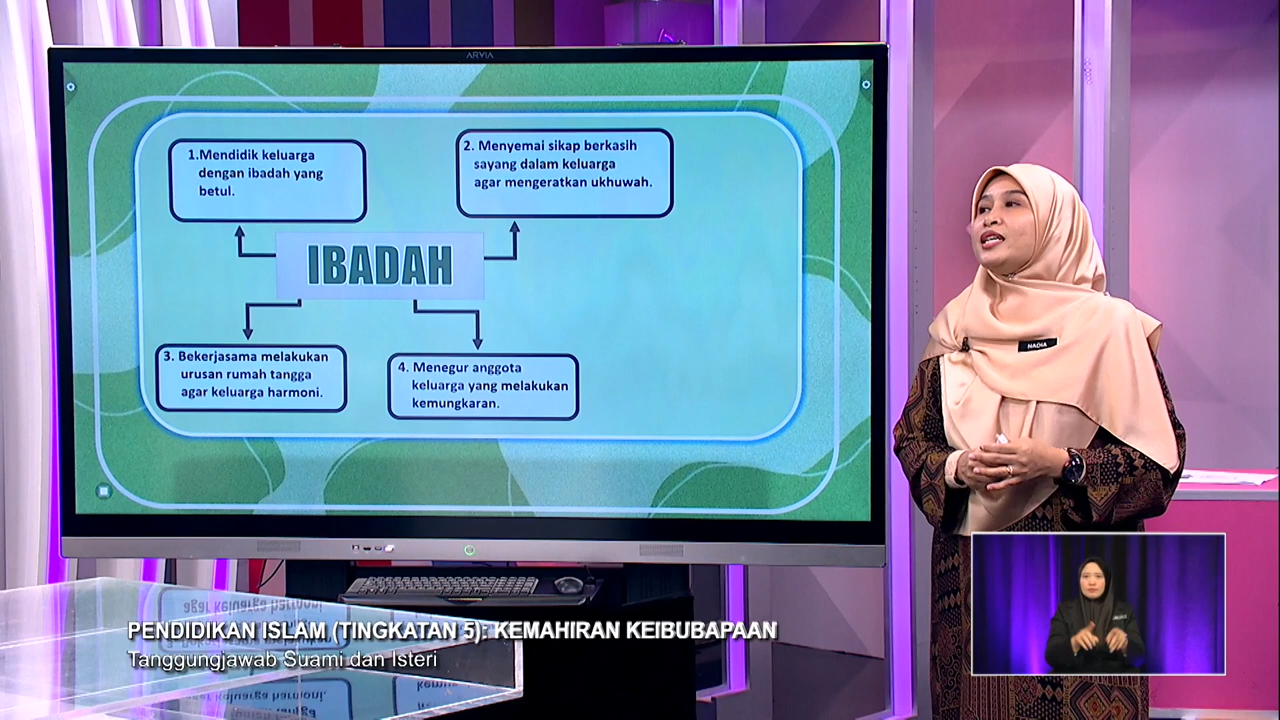 ARVIA
1.Mendidik keluarga
dengan ibadah yang
betul.
2. Menyemai sikap berkasih
sayang dalam keluarga
agar mengeratkan ukhuwah.
IBADAH
3. Bekerjasama melakukan
urusan rumah tangga
agar keluarga harmoni.
4. Menegur anggota
keluarga yang melakukan
kemungkaran.
NADIA
PENDIDIKAN ISLAM (TINGKATAN 5): KEMAHIRAN KEIBUBAPAAN
Tanggungjawab Suami dan Isteri